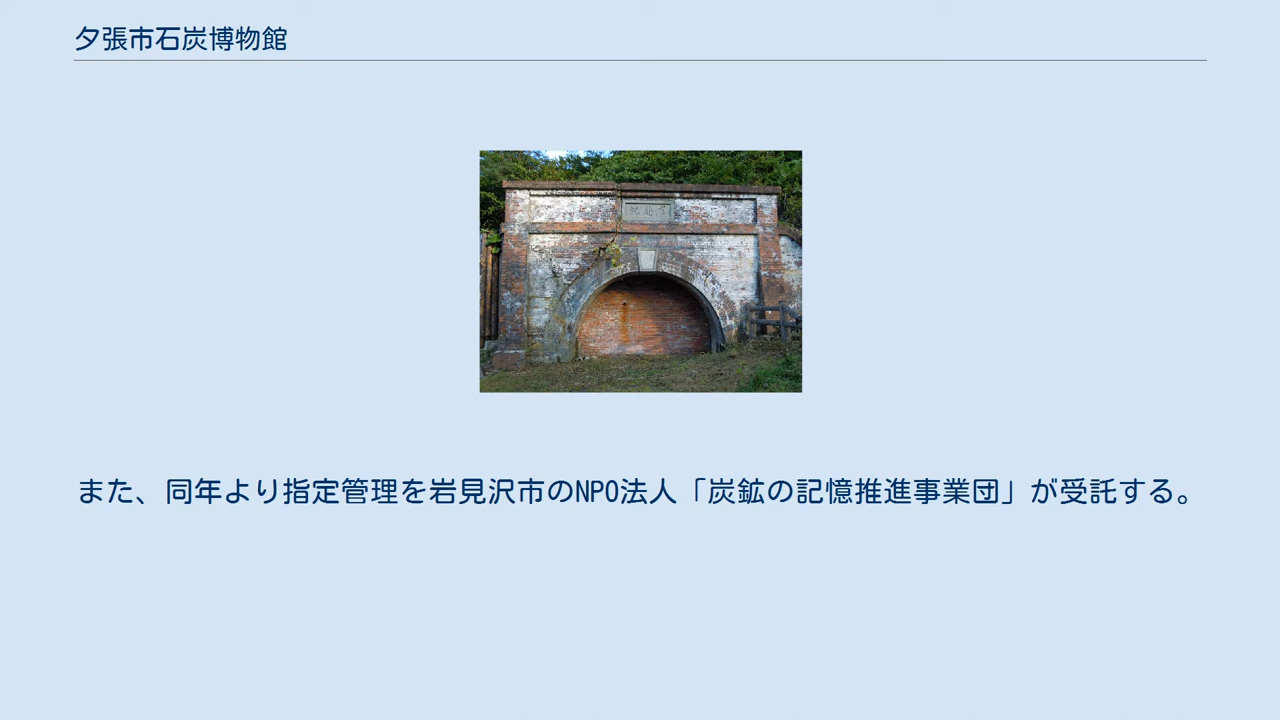 夕張市石炭博物館
また、同年より指定管理を岩見沢市のNPO法人「炭鉱の記憶推進事業団」が受託する。